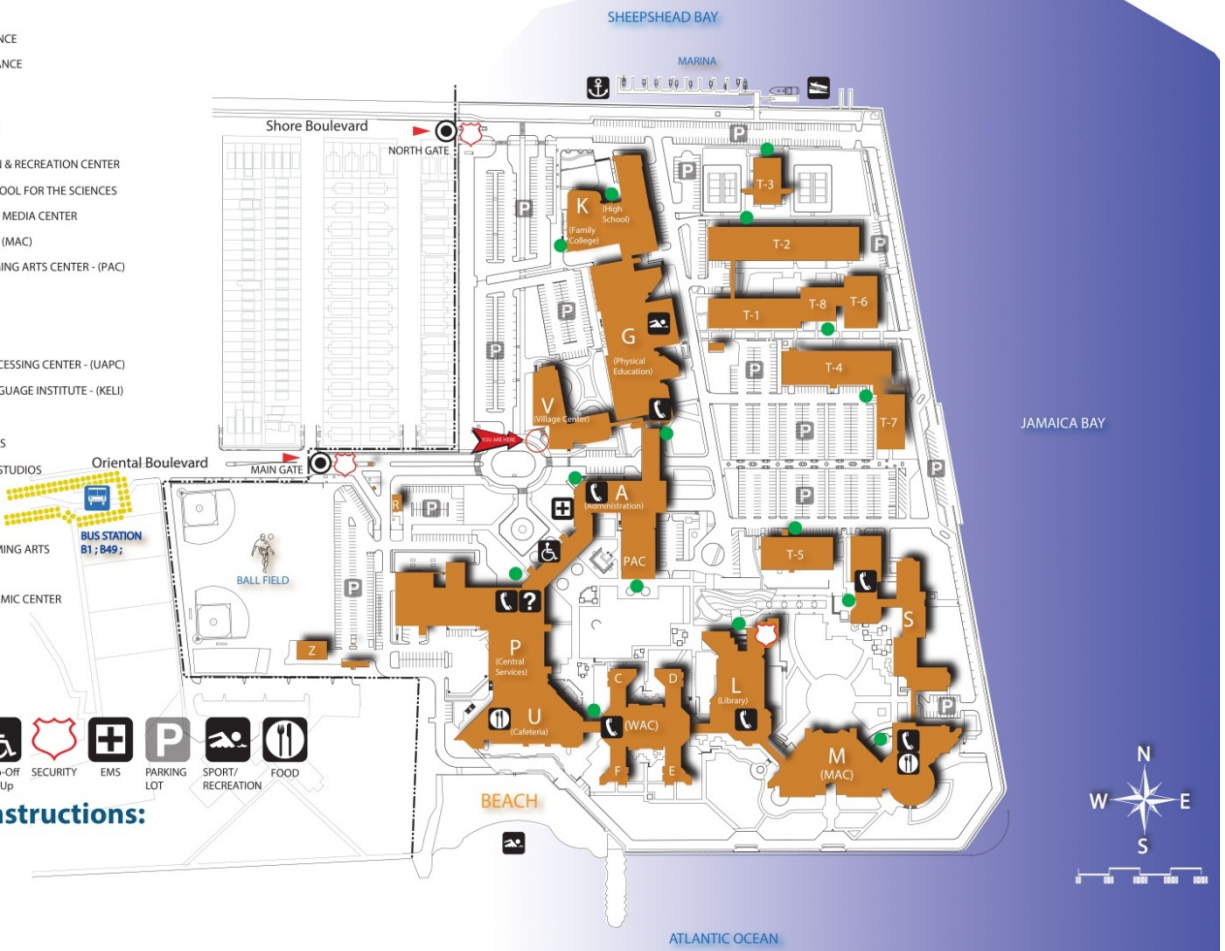 SHEEPSHEAD BAY
MARINA
Shore Boulevard
NORTH GATE
P
P
P
P
P
P
P
P
P
P
P
P
P
T-3
T-2
T-1
T-8
T-6
T-4
T-7
T-5
K
(High
School)
(Family
College)
G
(Physical
Education)
V
(Village Center)
YOU ARE HERE
JAMAICA BAY
Oriental Boulevard
MAIN GATE
BUS STATION
B1 ; B49 ;
BALL FIELD
R
Z
A
(Administration)
PAC
?
P
(Central
Services)
U
(Cafeteria)
C
D
(WAC)
F
E
L
(Library)
S
M
(MAC)
BEACH
ATLANTIC OCEAN
N
W
E
S
NCE
ANCE
N & RECREATION CENTER
OOL FOR THE SCIENCES
MEDIA CENTER
(MAC)
ING ARTS CENTER - (PAC)
CESSING CENTER - (UAPC)
GUAGE INSTITUTE - (KELI)
S
STUDIOS
MING ARTS
MIC CENTER
-Off
Up
SECURITY
EMS
P
PARKING
LOT
SPORT/
RECREATION
FOOD
structions: